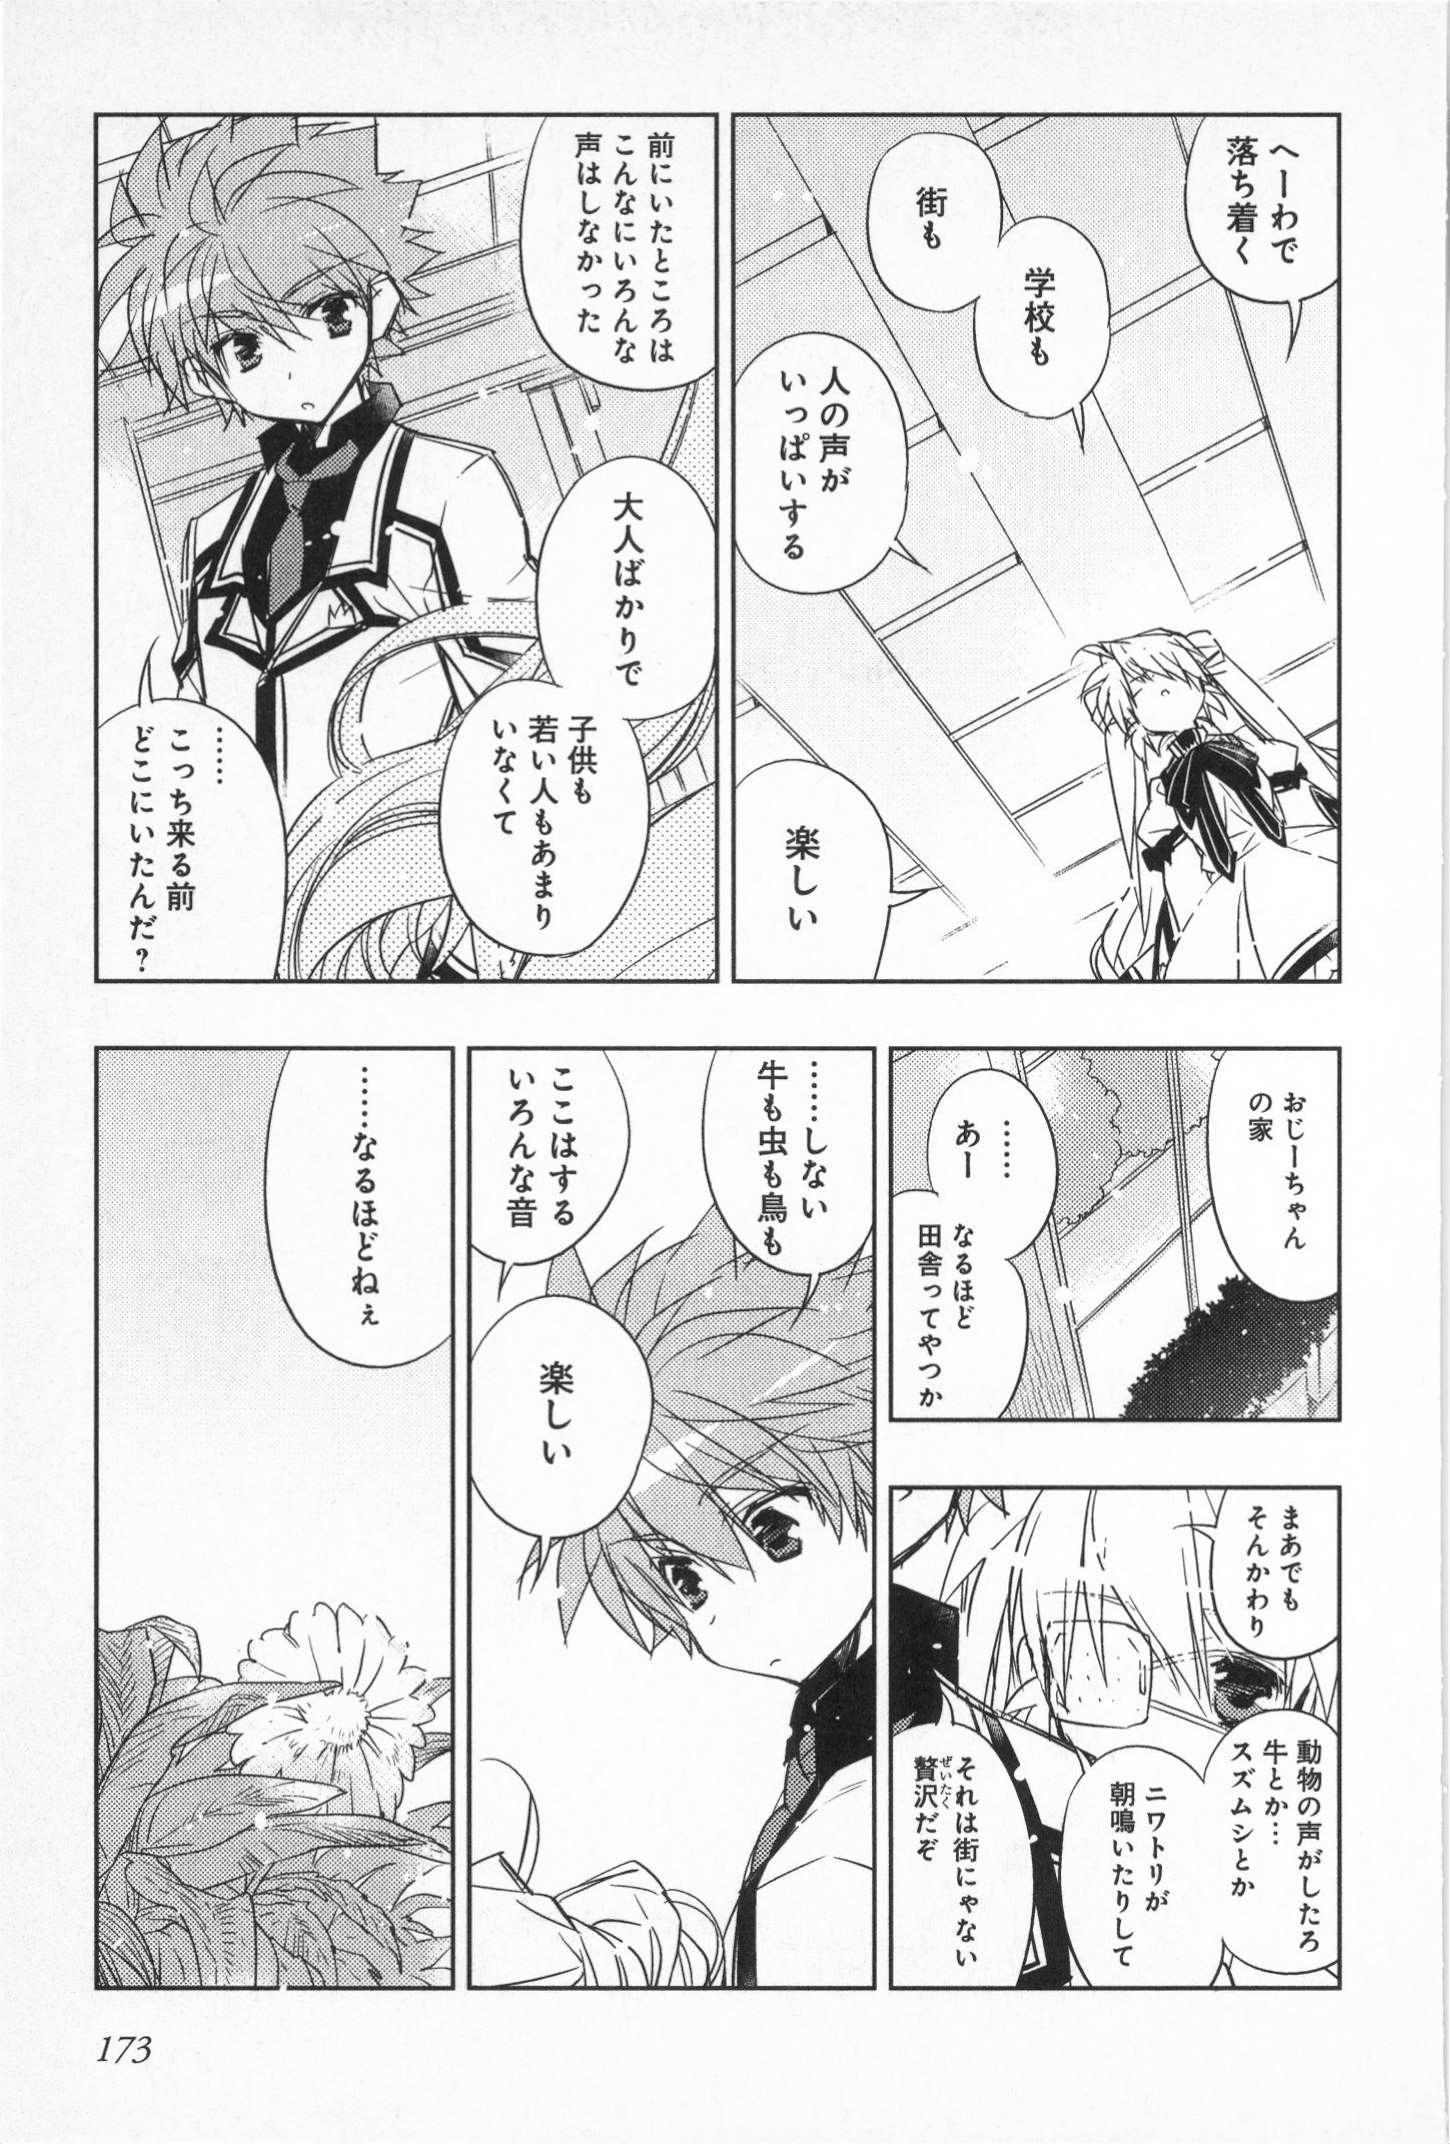 へーわで
落ち着く
学校も
街も
人の声が
いっぱいする
楽しい
前にいたところは
こんなにいろんな
声はしなかった
大人ばかりで
子供も
若い人もあまり
いなくて
……
こっち来る前
どこにいたんだ?
おじーちゃん
の家
……
あー
なるほど
田舎ってやつか
まあでも
そんかわり
動物の声がしたろ
牛とか…
スズムシとか
ニワトリが
朝鳴いたりして
それは街にゃない
贅沢だぞ
ぜいたく
……しない
牛も虫も鳥も
ここはする
いろんな音
楽しい
……なるほどねぇ
173